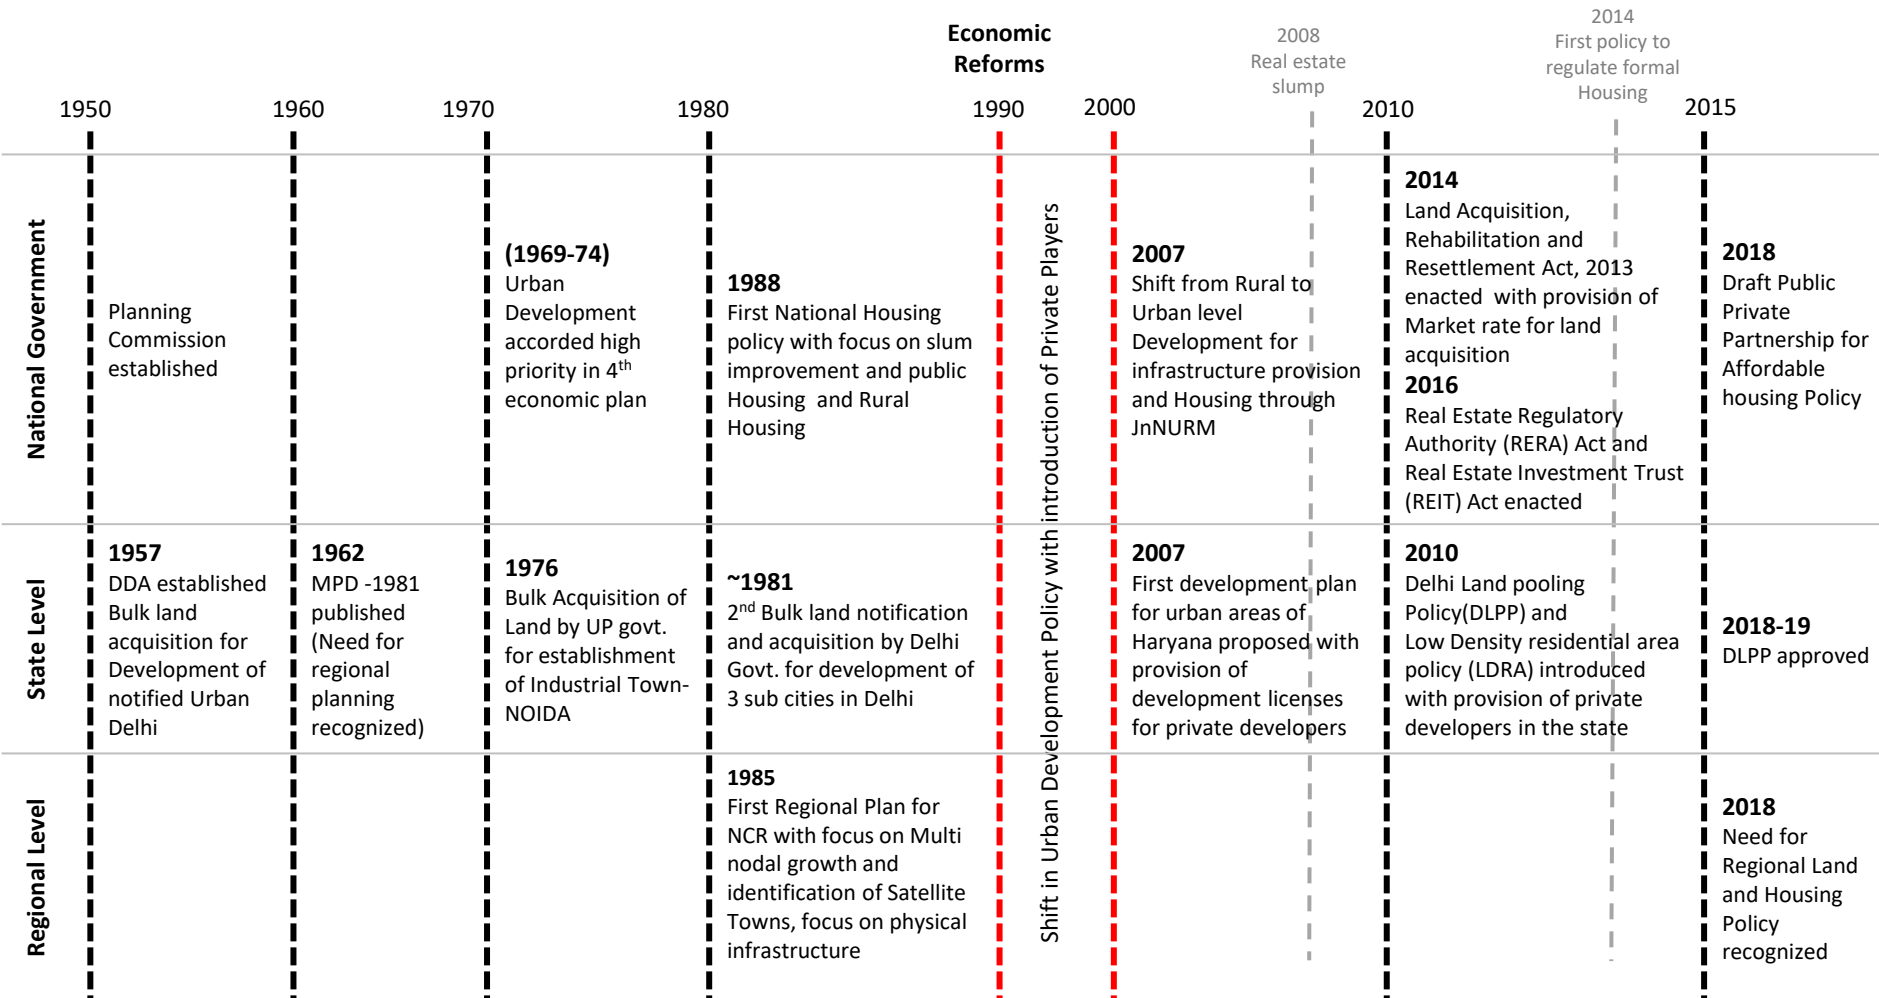 Economic
Reforms
2008
Real estate
slump
2014
First policy to
regulate formal
Housing
1950
1960
1970
1980
1990
2000
2010
2015
National Government
Planning
Commission
established
(1969-74)
Urban
Development
accorded high
priority in 4th
economic plan
1988
First National Housing
policy with focus on slum
improvement and public
Housing and Rural
Housing
Shift in Urban Development Policy with introduction of Private Players
2007
Shift from Rural to
Urban level
Development for
infrastructure provision
and Housing through
JnNURM
2014
Land Acquisition,
Rehabilitation and
Resettlement Act, 2013
enacted with provision of
Market rate for land
acquisition
2016
Real Estate Regulatory
Authority (RERA) Act and
Real Estate Investment Trust
(REIT) Act enacted
2018
Draft Public
Private
Partnership for
Affordable
housing Policy
State Level
1957
DDA established
Bulk land
acquisition for
Development of
notified Urban
Delhi
1962
MPD -1981
published
(Need for
regional
planning
recognized)
1976
Bulk Acquisition of
Land by UP govt.
for establishment
of Industrial Town-
NOIDA
~1981
2nd Bulk land notification
and acquisition by Delhi
Govt. for development of
3 sub cities in Delhi
2007
First development plan
for urban areas of
Haryana proposed with
provision of
development licenses
for private developers
2010
Delhi Land pooling
Policy(DLPP) and
Low Density residential area
policy (LDRA) introduced
with provision of private
developers in the state
2018-19
DLPP approved
Regional Level
1985
First Regional Plan for
NCR with focus on Multi
nodal growth and
identification of Satellite
Towns, focus on physical
infrastructure
2018
Need for
Regional Land
and Housing
Policy
recognized